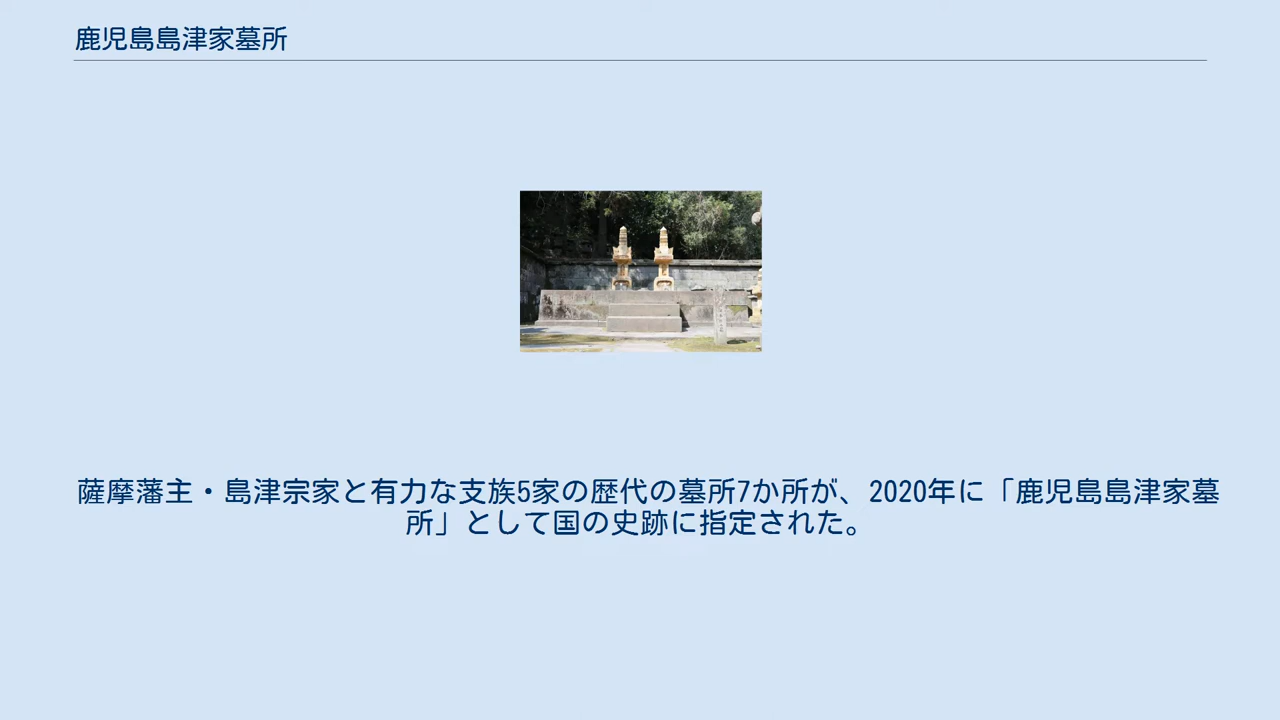 鹿児島島津家墓所
薩摩藩主・島津宗家と有力な支族5家の歴代の墓所7か所が、2020年に「鹿児島島津家墓
所」として国の史跡に指定された。